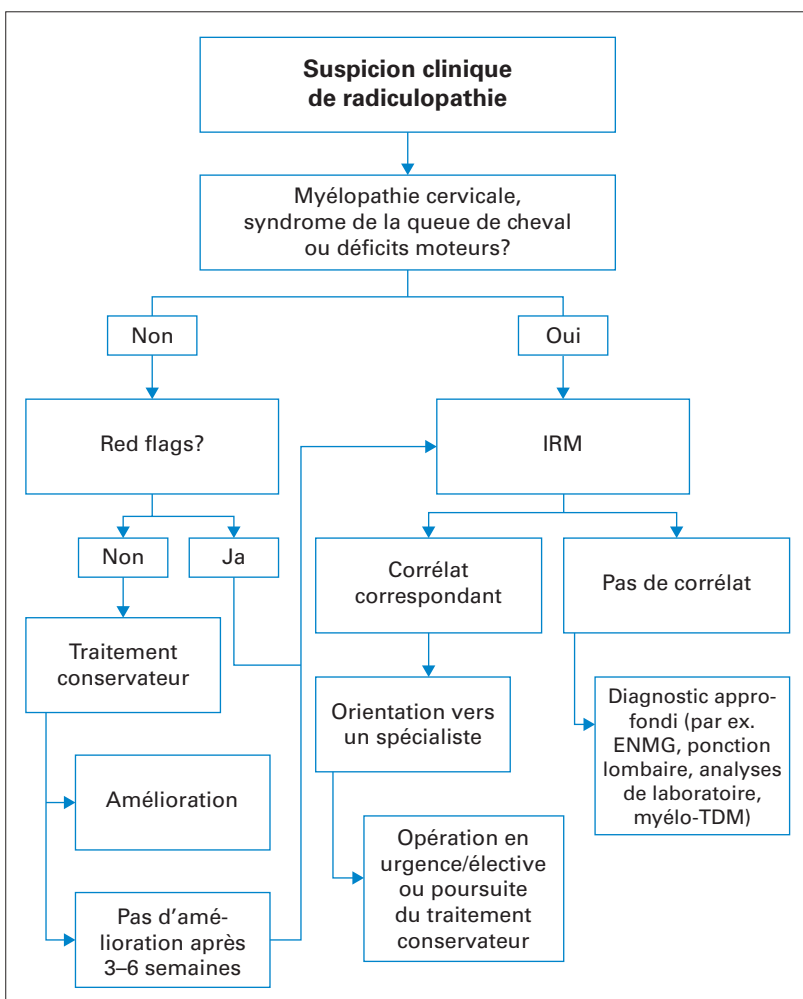 Suspicion clinique
de radiculopathie
Myélopathie cervicale,
syndrome de la queue de cheval
ou déficits moteurs?
Non
Oui
Red flags?
IRM
Non
Ja
Corrélat
correspondant
Pas de corrélat
Traitement
conservateur
Orientation vers
un spécialiste
Diagnostic appro-
fondi (par ex.
ENMG, ponction
lombaire, analyses
de laboratoire,
myélo-TDM)
Amélioration
Opération en
urgence/élective
ou poursuite
du traitement
conservateur
Pas d’amé-
lioration après
3–6 semaines